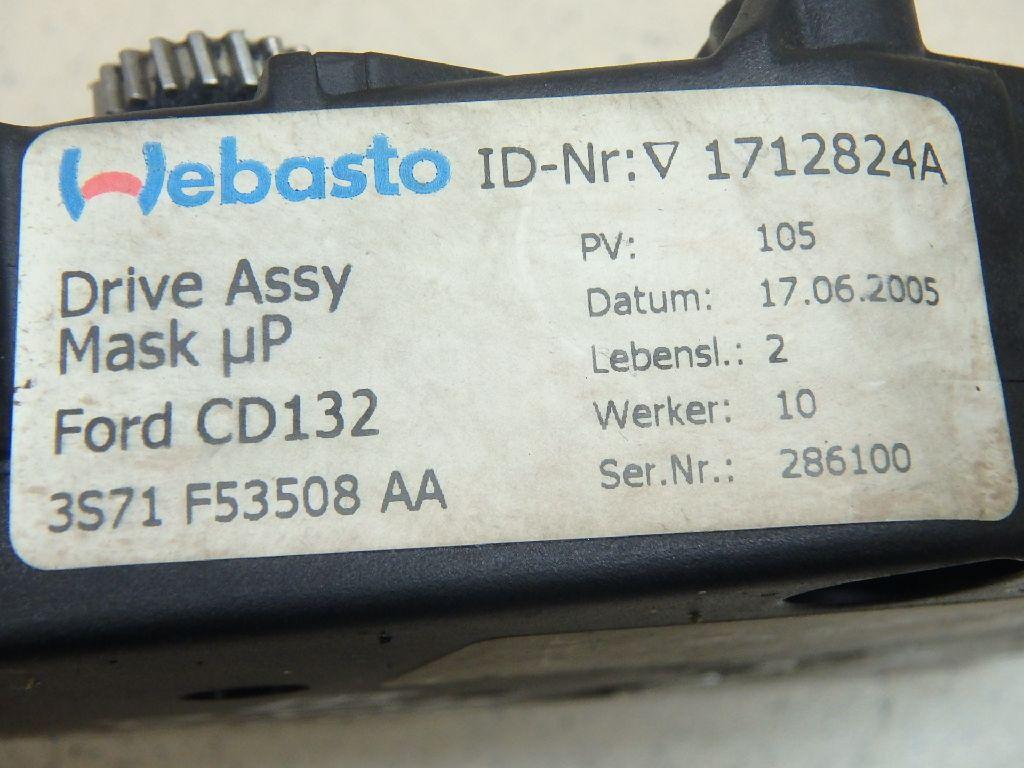 Webasto ID-Nr:∇ 1712824A
Drive Assy
Mask µP
Ford CD132
3S71 F53508 AA
PV: 105
Datum: 17.06.2005
Lebensl.: 2
Werker: 10
Ser.Nr.: 286100